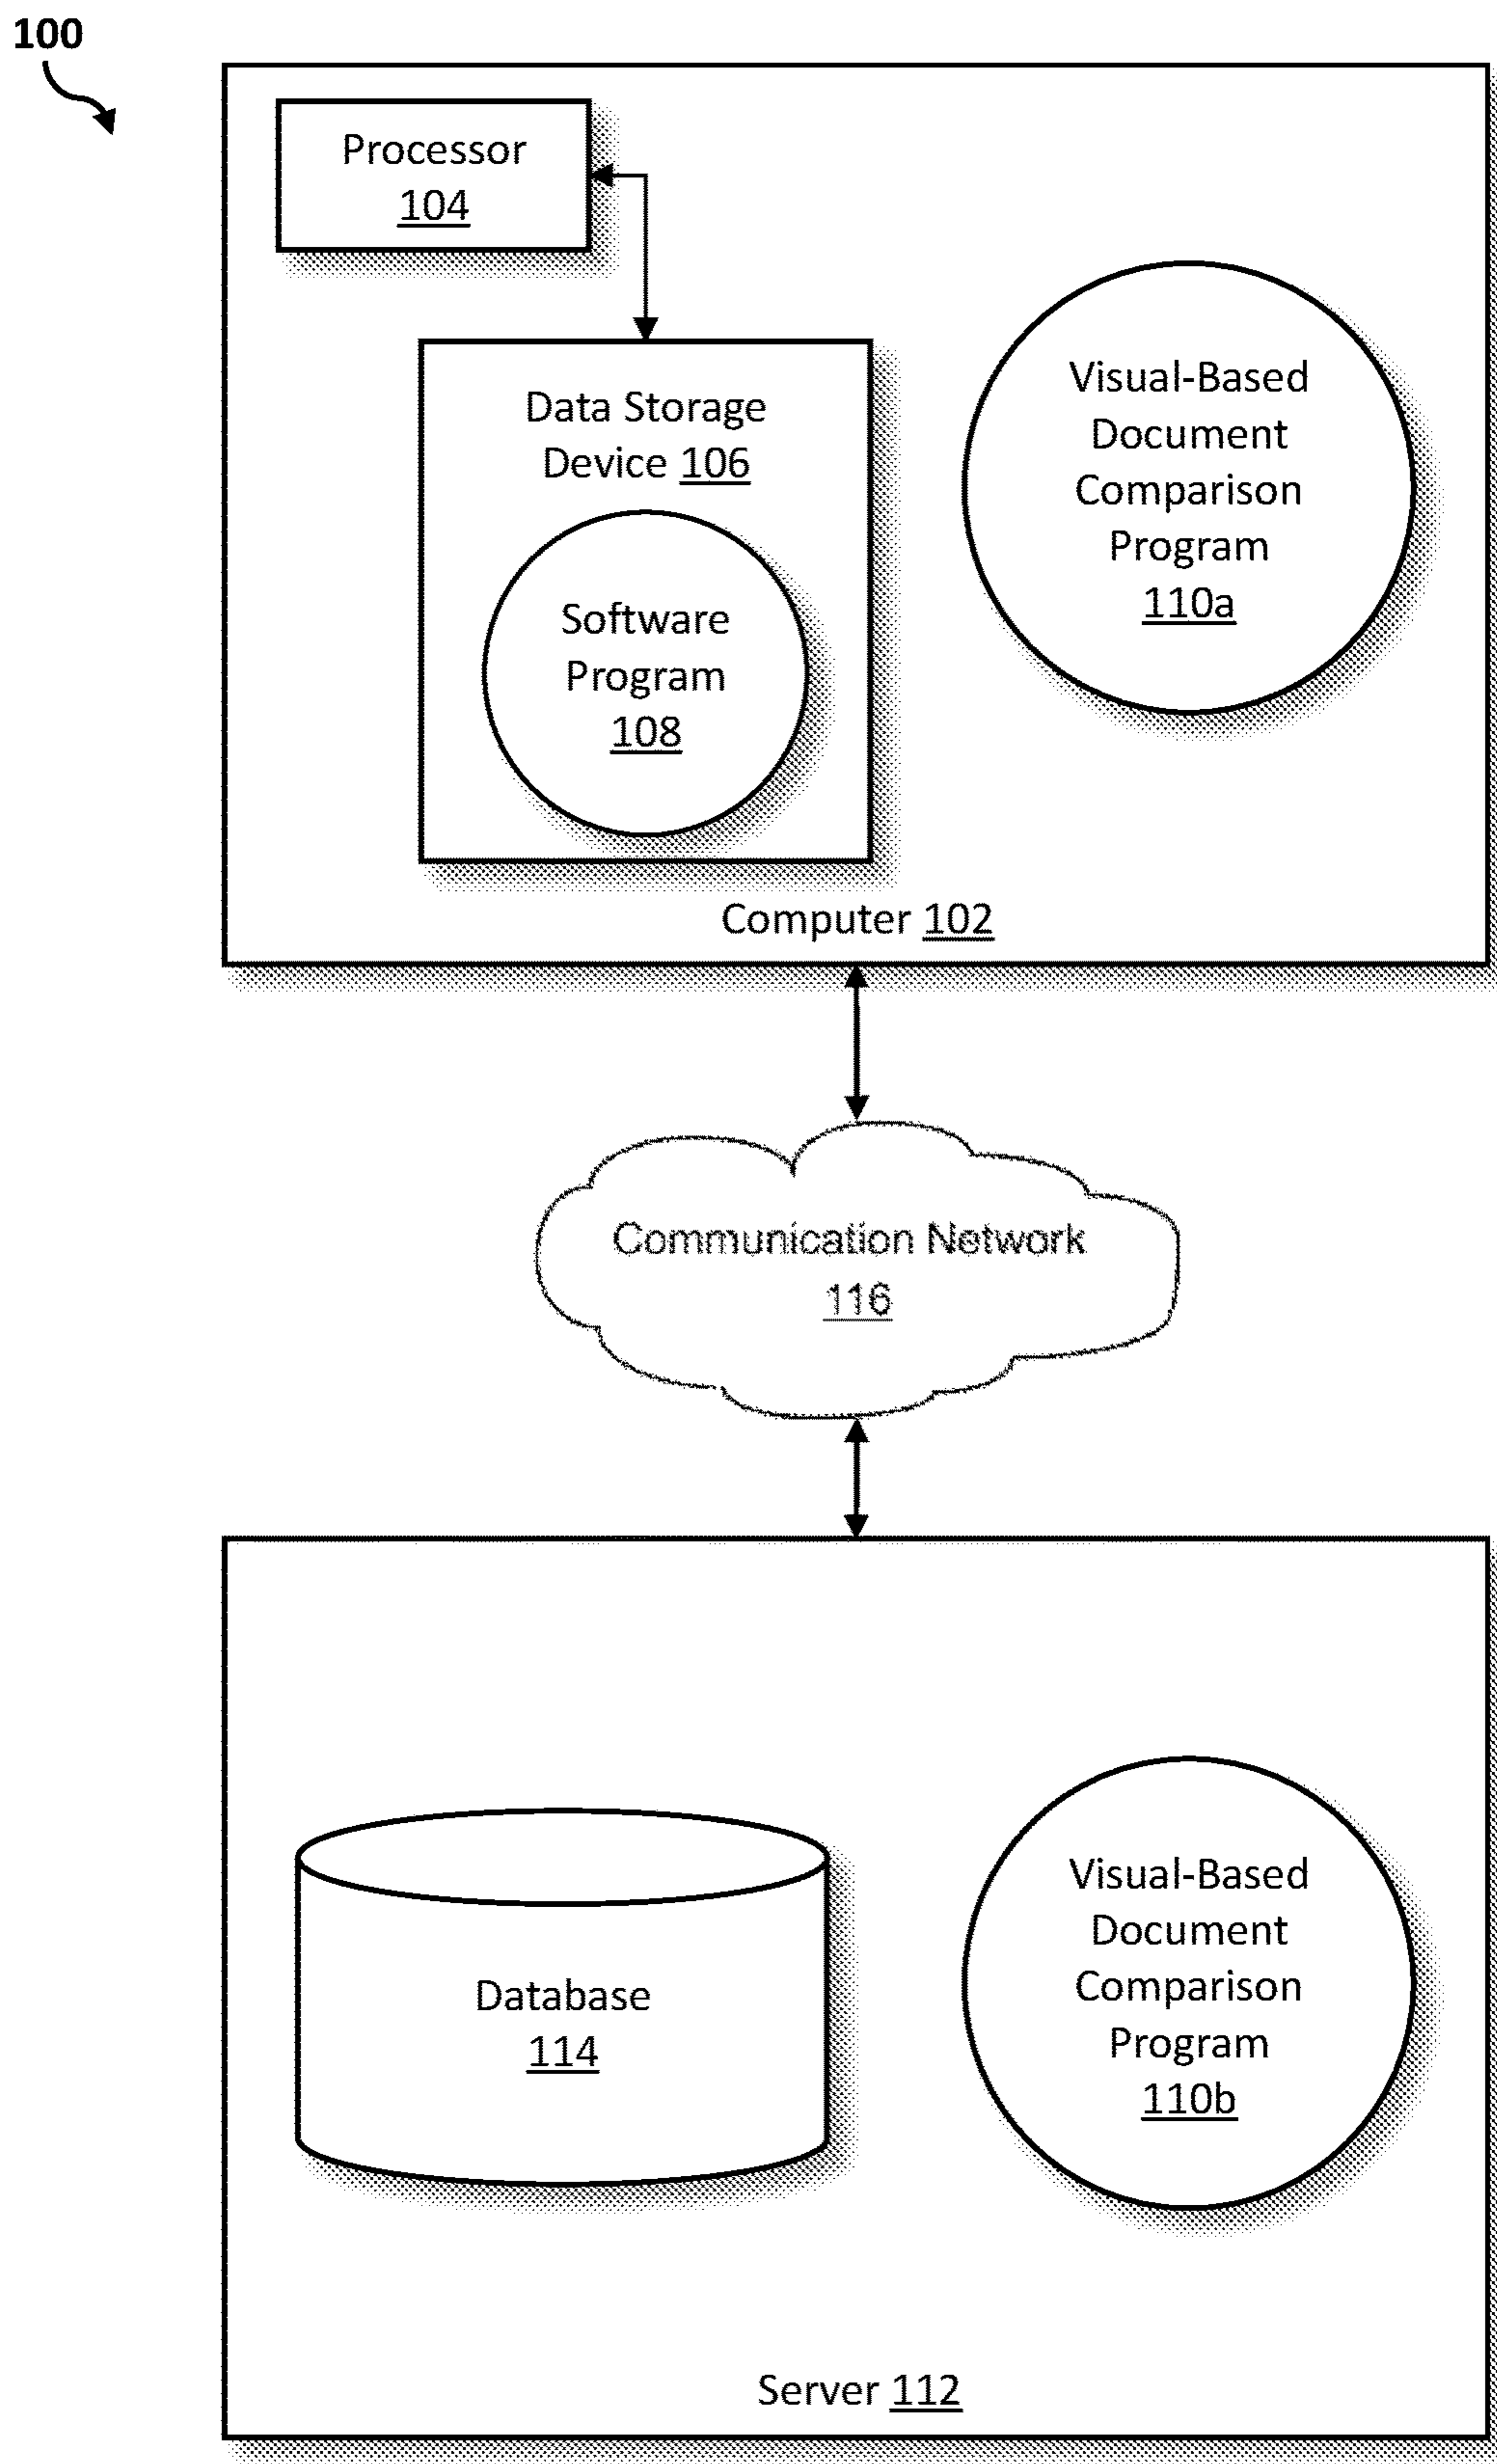 100
Processor
104
Data Storage
Device 106
Software
Program
108
Visual-Based
Document
Comparison
Program
110a
Computer 102
Communication Network
116
Database
114
Visual-Based
Document
Comparison
Program
110b
Server 112